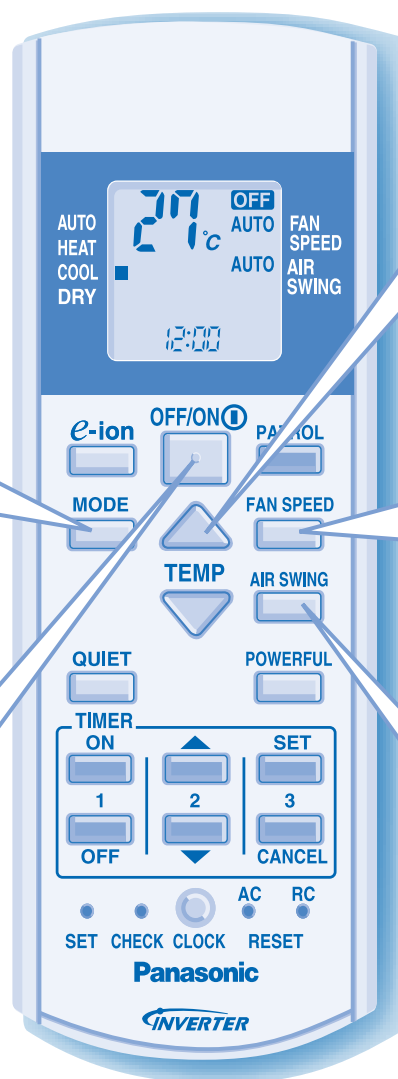 OFF
27°C
AUTO
AUTO
AUTO
HEAT
COOL
DRY
FAN
SPEED
AIR
SWING
12:00
e-ion
OFF/ON
PATROL
MODE
FAN SPEED
TEMP
AIR SWING
QUIET
POWERFUL
TIMER
ON
SET
1
2
3
OFF
CANCEL
AC
RC
SET
CHECK
CLOCK
RESET
Panasonic
INVERTER